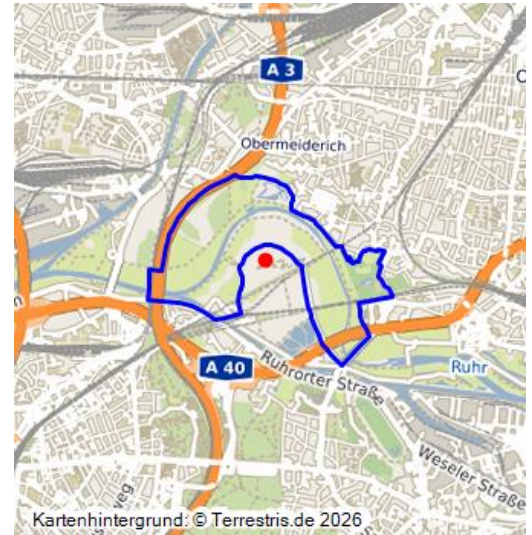 A 3
Obermeiderich
A 40
Ruhrorter Straße
Ruhr
Weseler Straße
Kartenhintergrund: © Terrestris.de 2026